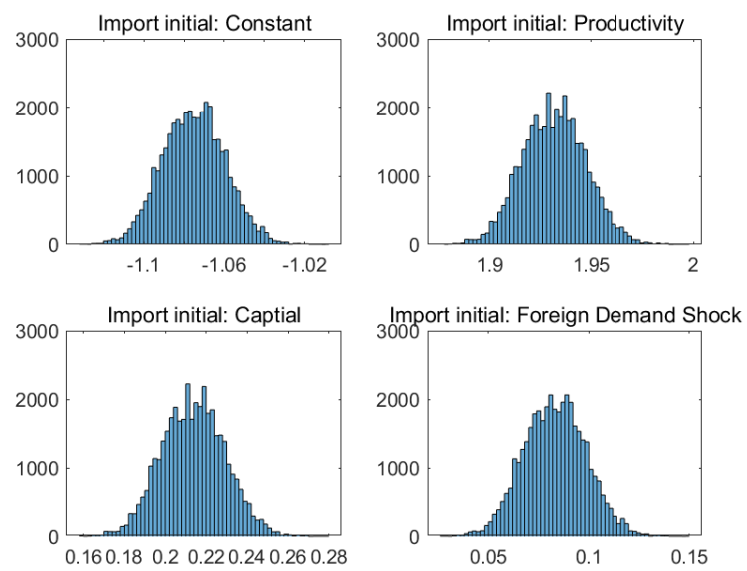 Import initial: Constant
3000
2000
1000
0
-1.1 -1.06 -1.02
Import initial: Productivity
3000
2000
1000
0
1.9 1.95 2
Import initial: Captial
3000
2000
1000
0
0.16 0.18 0.2 0.22 0.24 0.26 0.28
Import initial: Foreign Demand Shock
3000
2000
1000
0
0.05 0.1 0.15